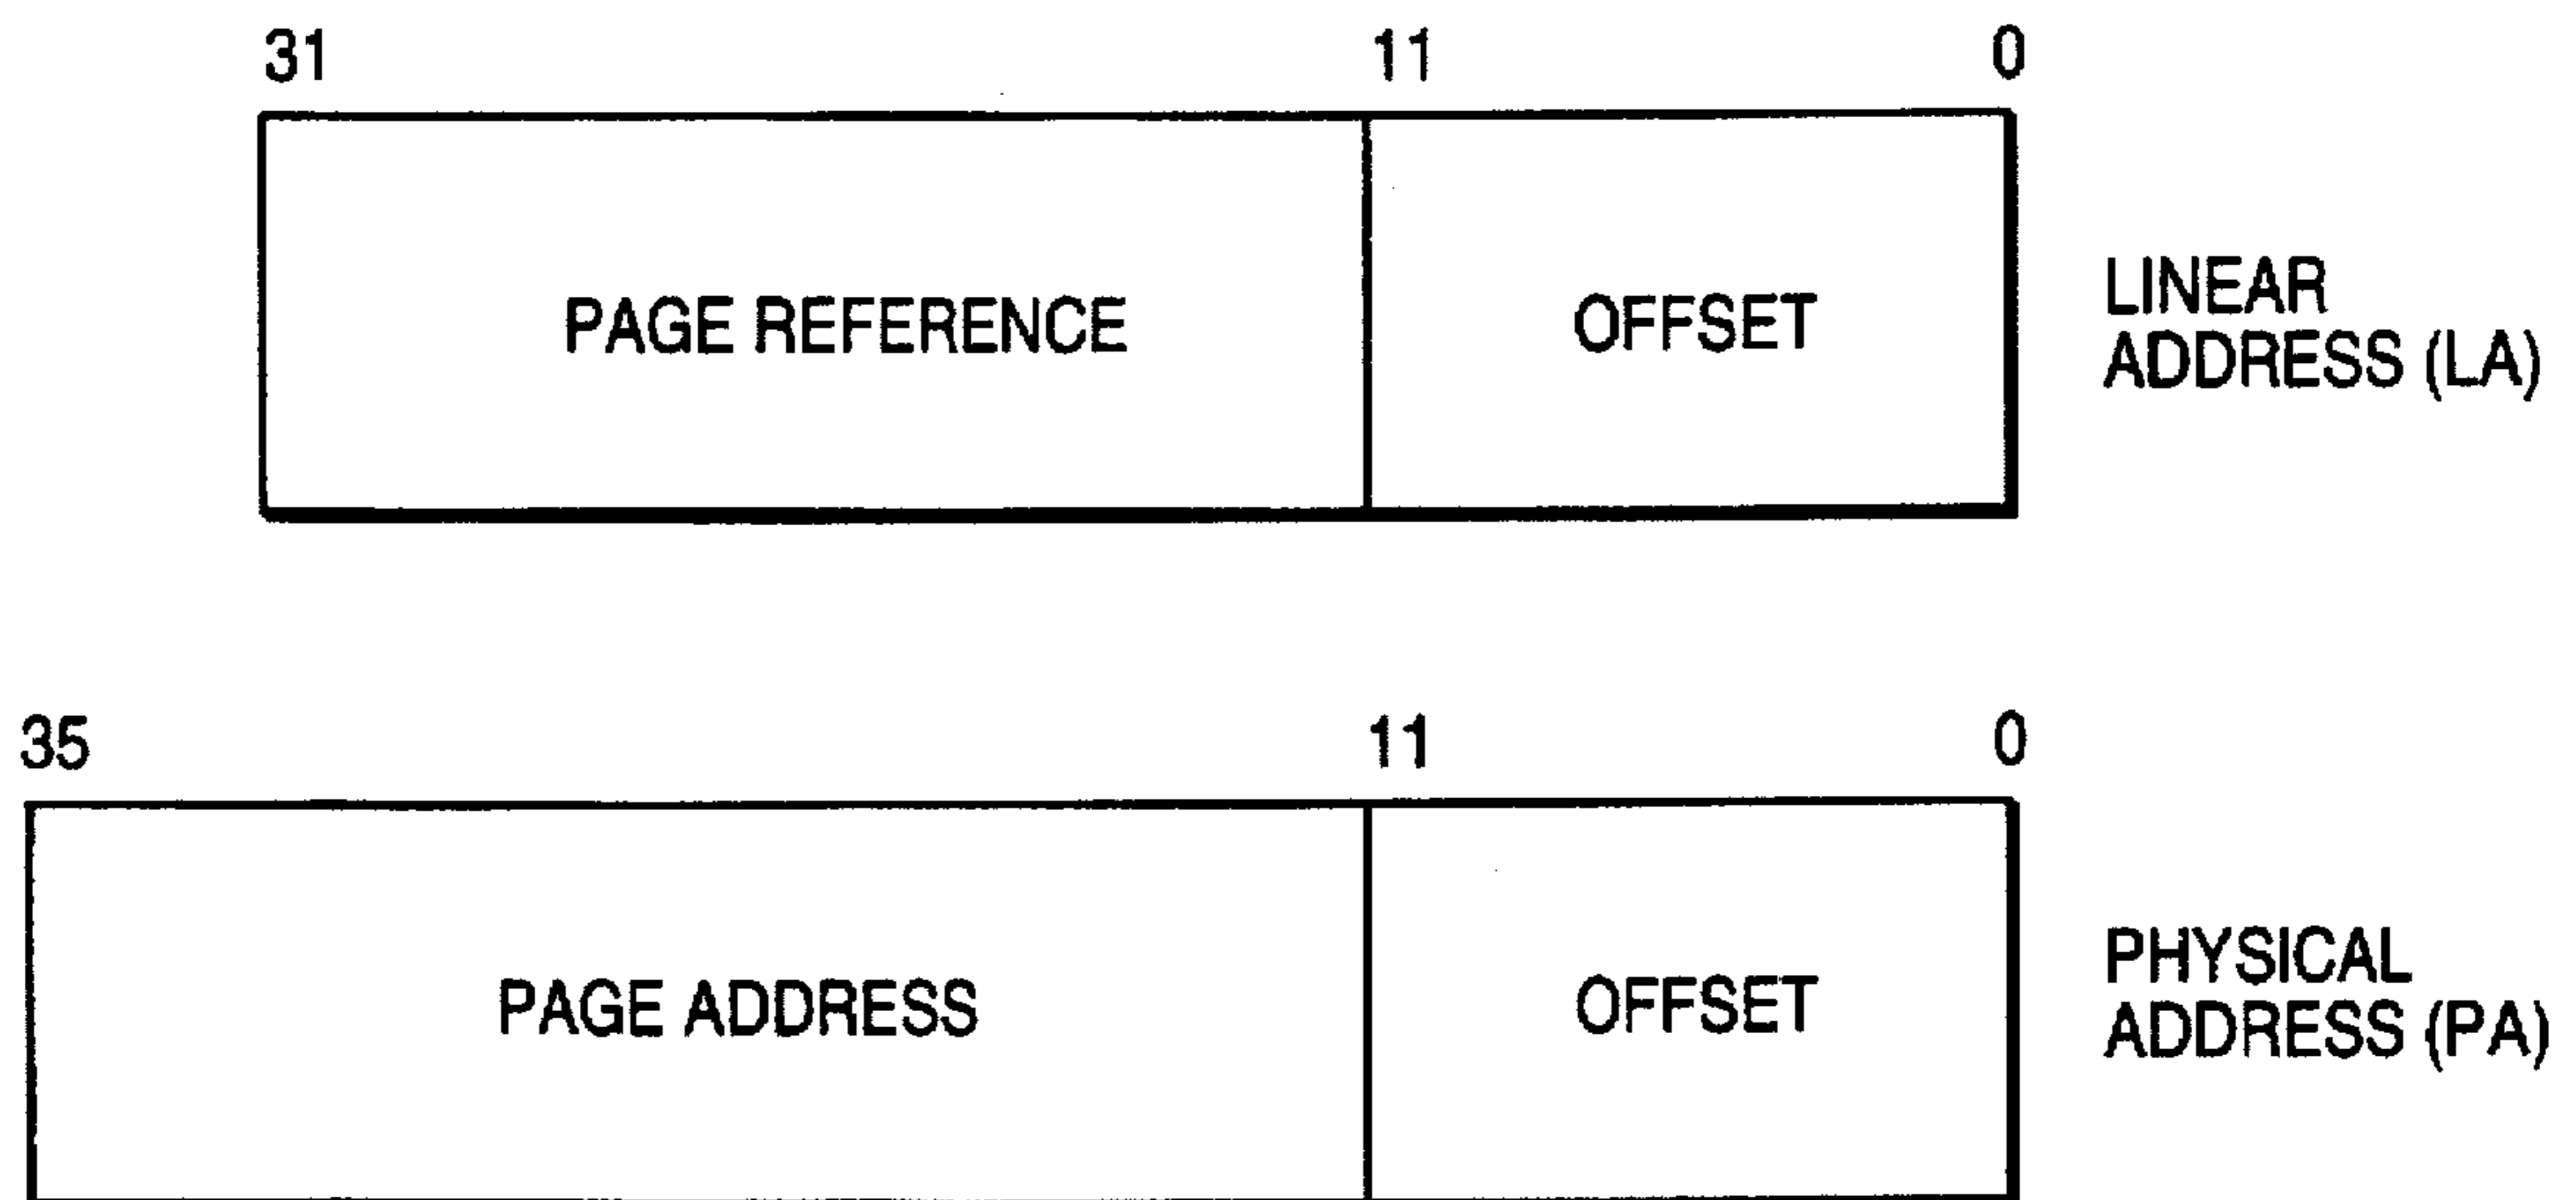 31 11 0
PAGE REFERENCE OFFSET
LINEAR
ADDRESS (LA)
35 11 0
PAGE ADDRESS OFFSET
PHYSICAL
ADDRESS (PA)